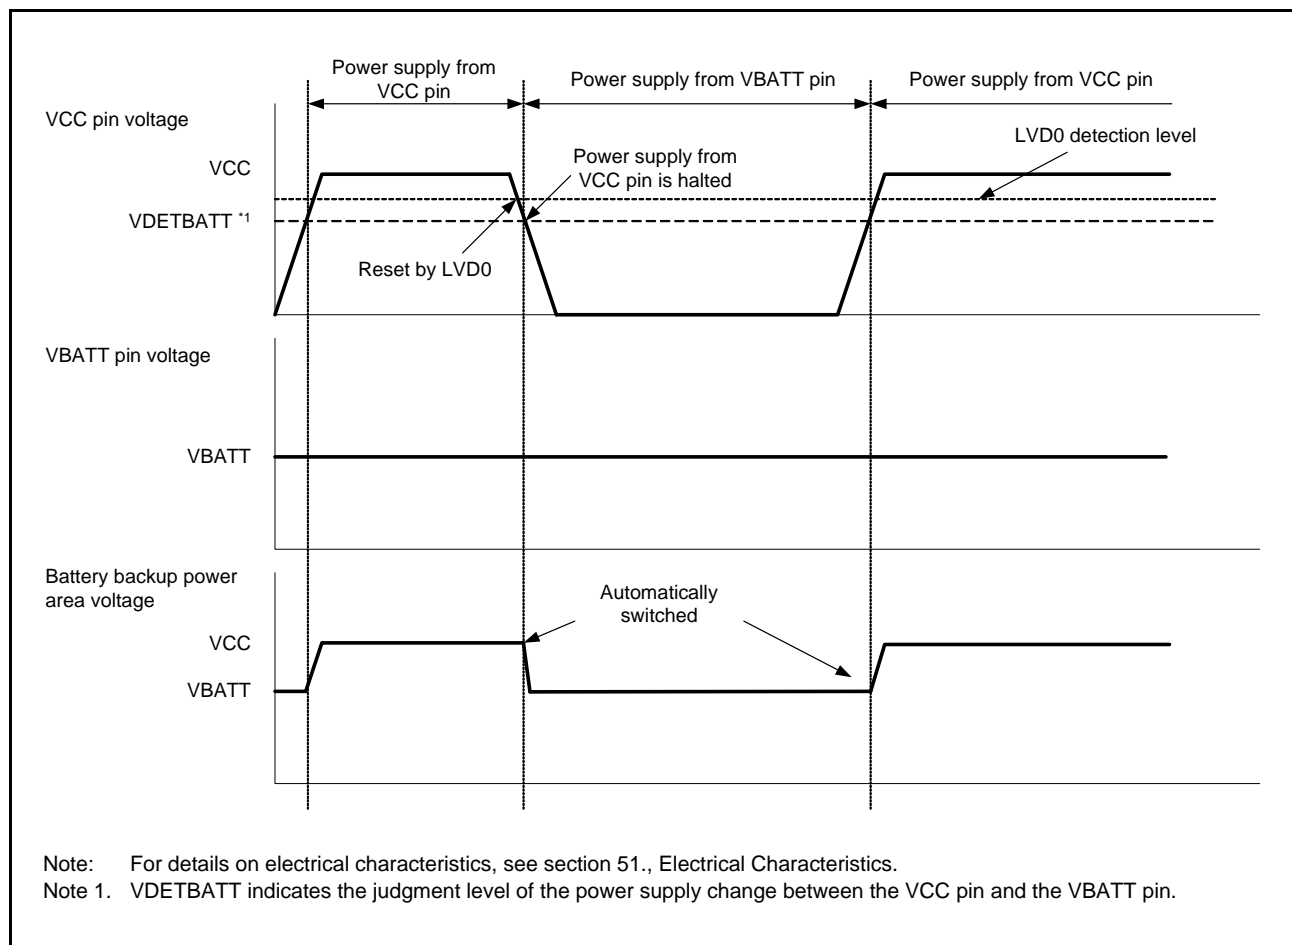 Power supply from
VCC pin
Power supply from VBATT pin
Power supply from VCC pin
VCC pin voltage
LVD0 detection level
VCC
Power supply from
VCC pin is halted
VDETBATT *1
Reset by LVD0
VBATT pin voltage
VBATT
Battery backup power
area voltage
Automatically
switched
VCC
VBATT
Note: For details on electrical characteristics, see section 51., Electrical Characteristics.
Note 1. VDETBATT indicates the judgment level of the power supply change between the VCC pin and the VBATT pin.